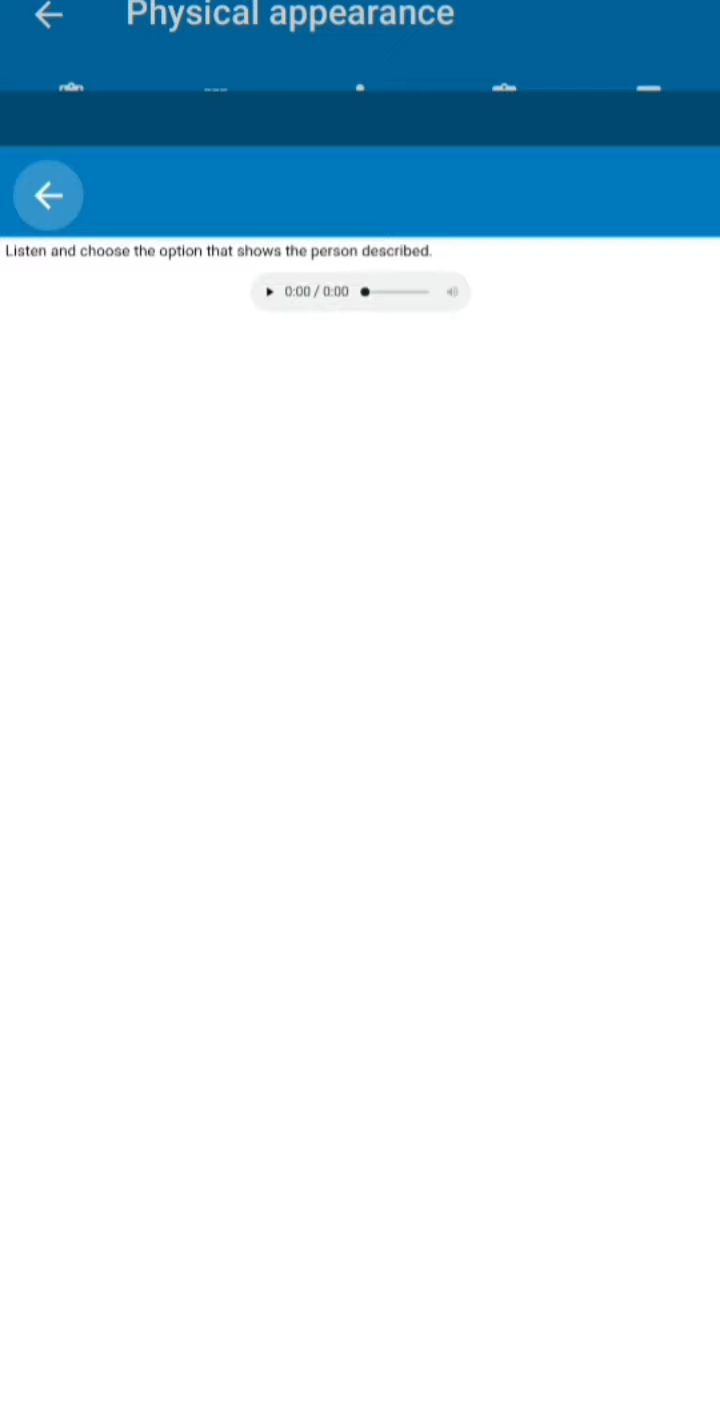 Physical appearance
Listen and choose the option that shows the person described.
0:00 / 0:00